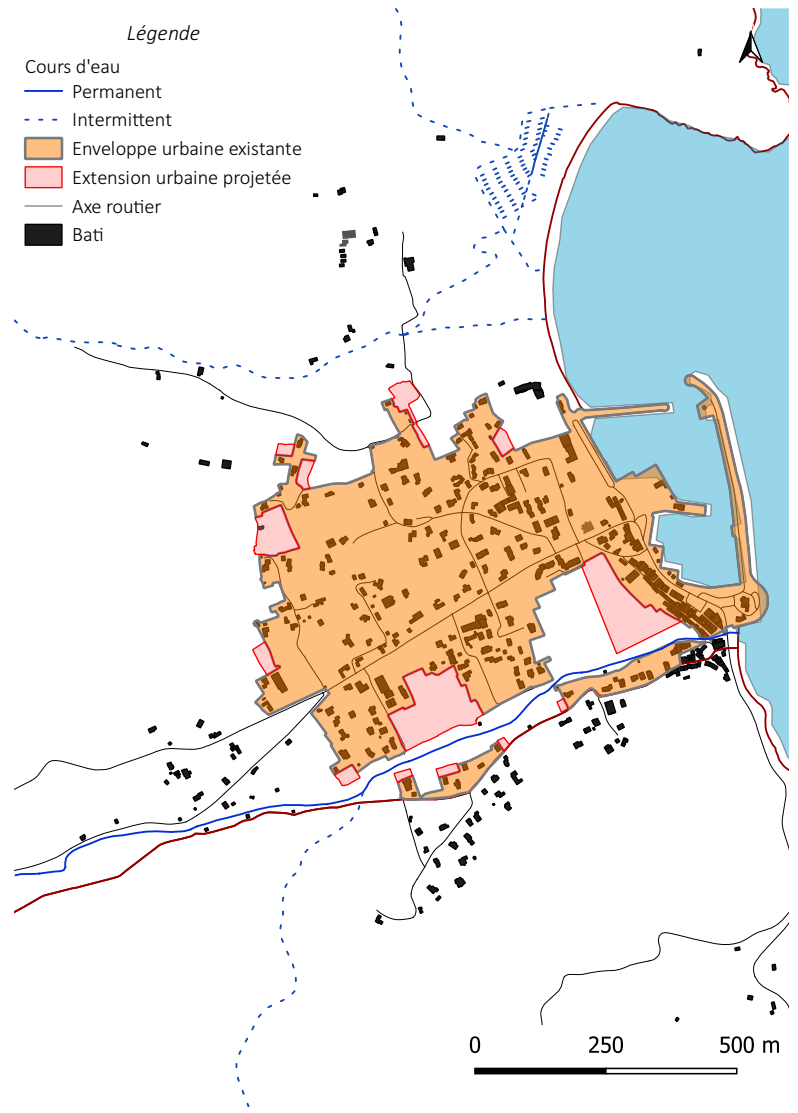 Légende
Cours d'eau
Permanent
Intermittent
Enveloppe urbaine existante
Extension urbaine projetée
Axe routier
Bati
0 250 500 m